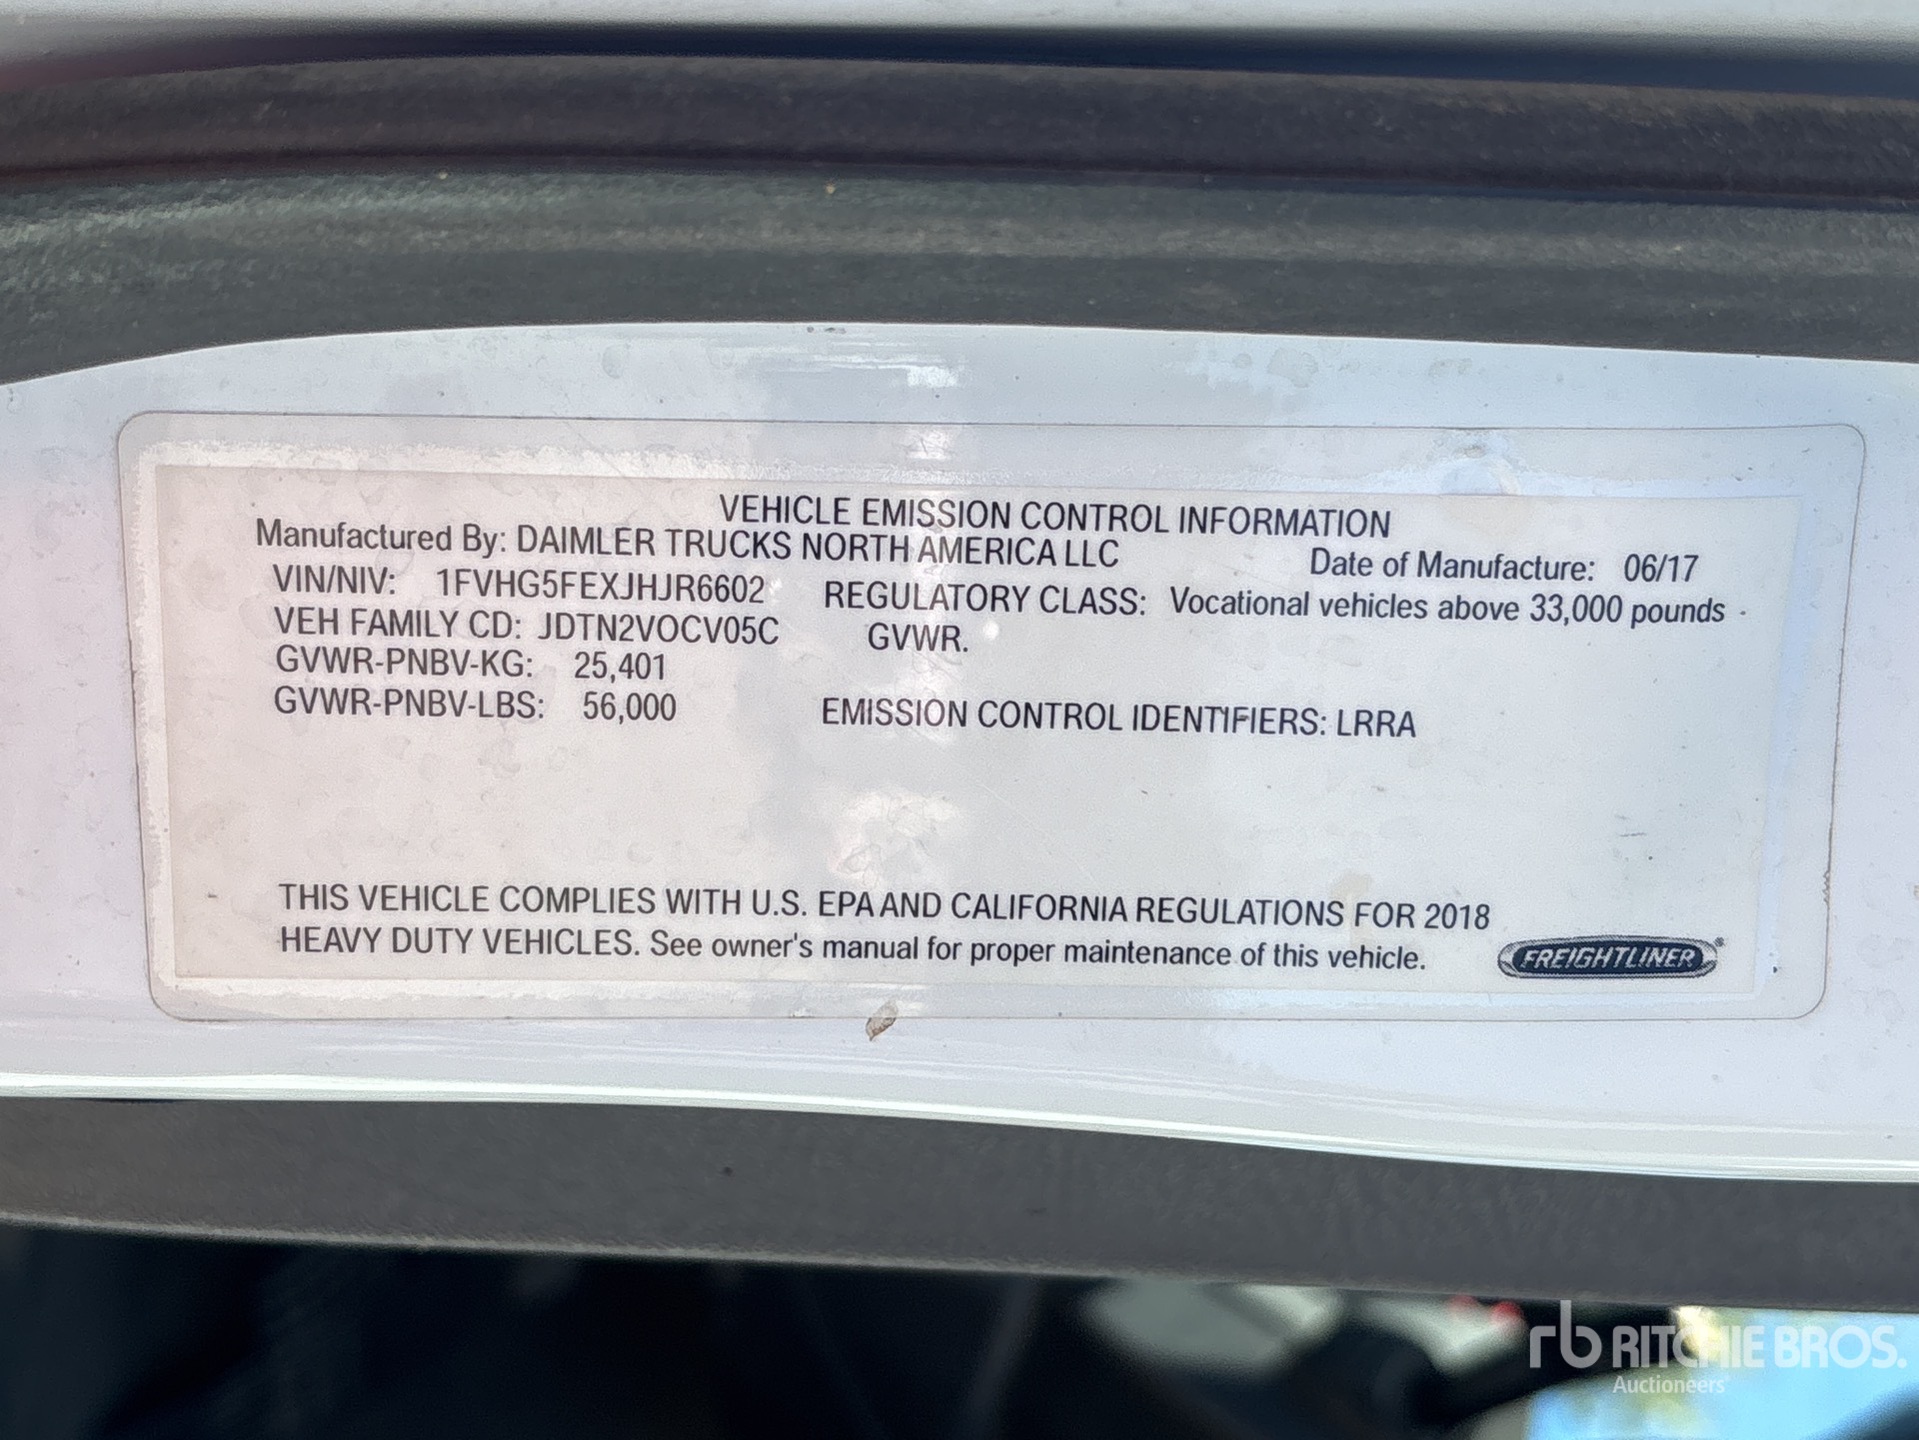 VEHICLE EMISSION CONTROL INFORMATION
Manufactured By: DAIMLER TRUCKS NORTH AMERICA LLC Date of Manufacture: 06/17
VIN/NIV: 1FVHG5FEXJHJR6602 REGULATORY CLASS: Vocational vehicles above 33,000 pounds
VEH FAMILY CD: JDTN2VOCV05C GVWR.
GVWR-PNBV-KG: 25,401
GVWR-PNBV-LBS: 56,000 EMISSION CONTROL IDENTIFIERS: LRRA
THIS VEHICLE COMPLIES WITH U.S. EPA AND CALIFORNIA REGULATIONS FOR 2018
HEAVY DUTY VEHICLES. See owner's manual for proper maintenance of this vehicle.
FREIGHTLINER®
rb RITCHIE BROS.
Auctioneers